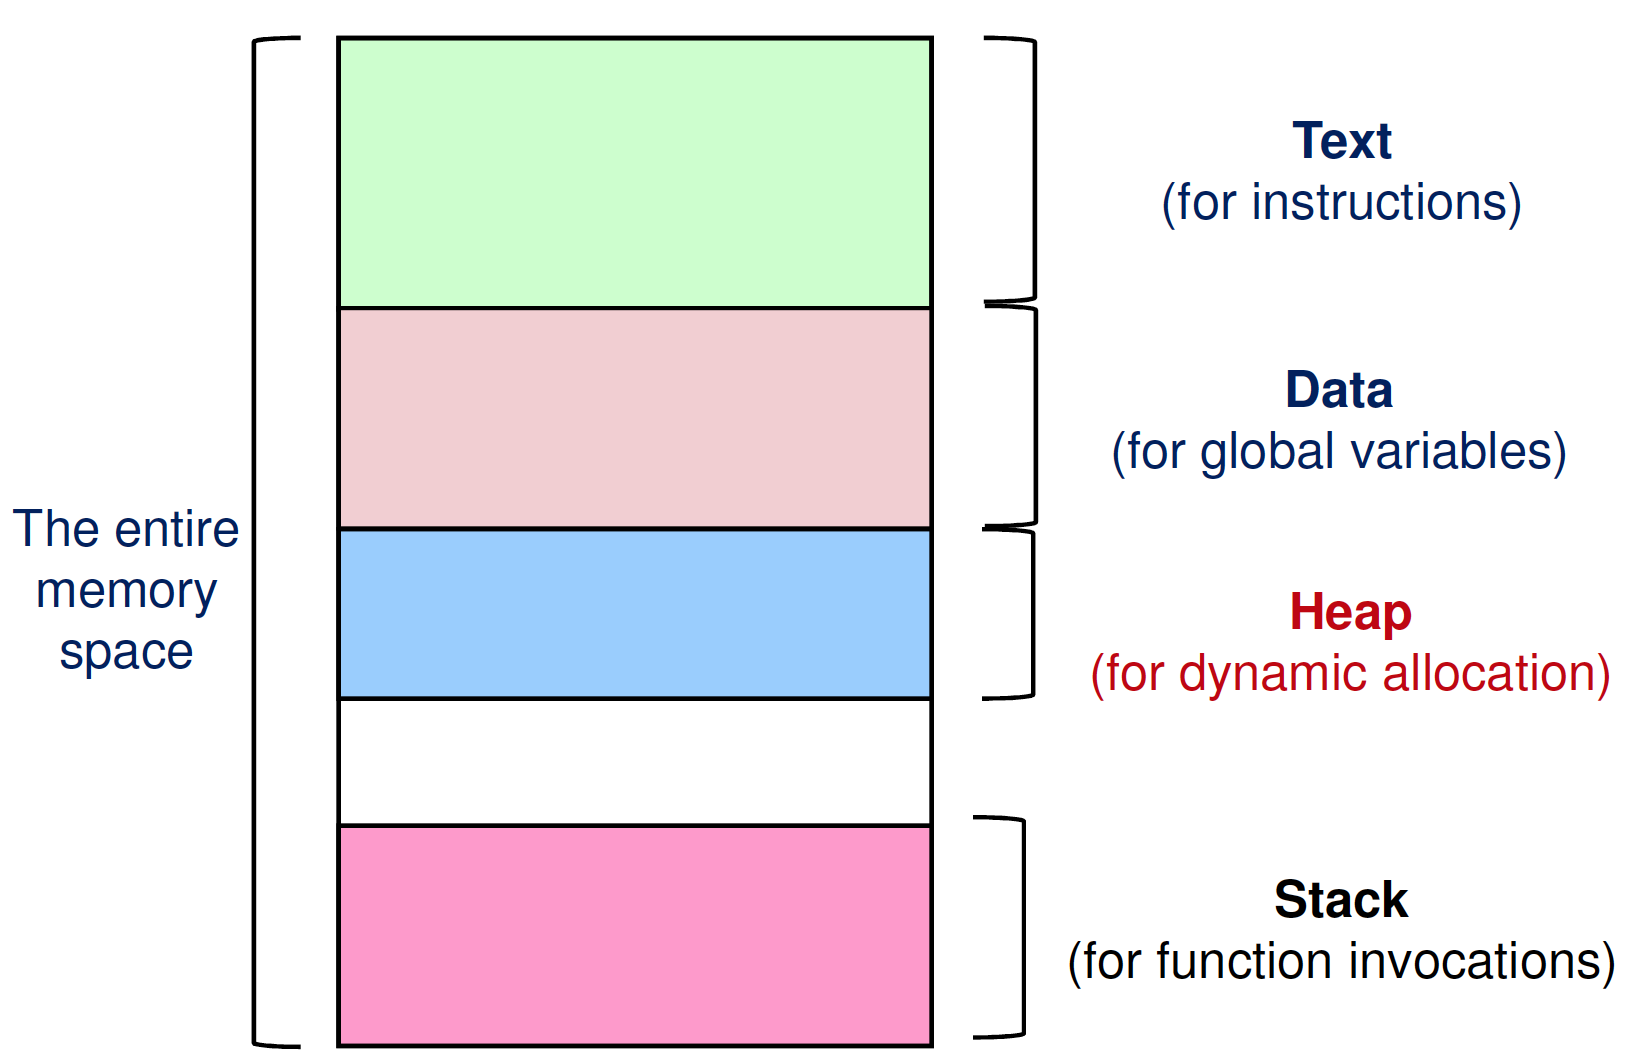 Text
(for instructions)
Data
(for global variables)
The entire
memory
space
Heap
(for dynamic allocation)
Stack
(for function invocations)